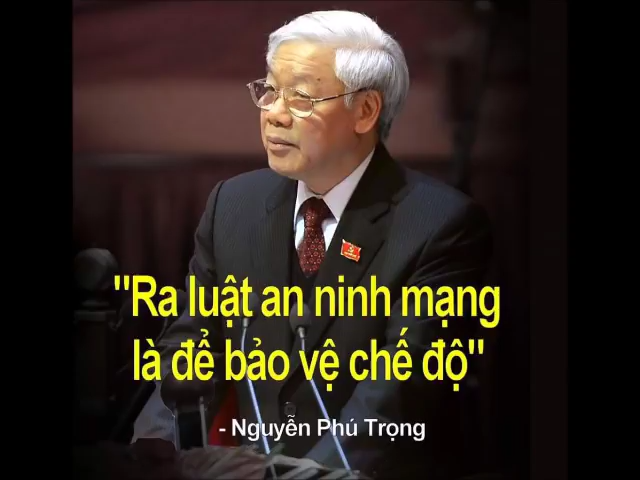 "Ra luật an ninh mạng
là để bảo vệ chế độ"
- Nguyễn Phú Trọng